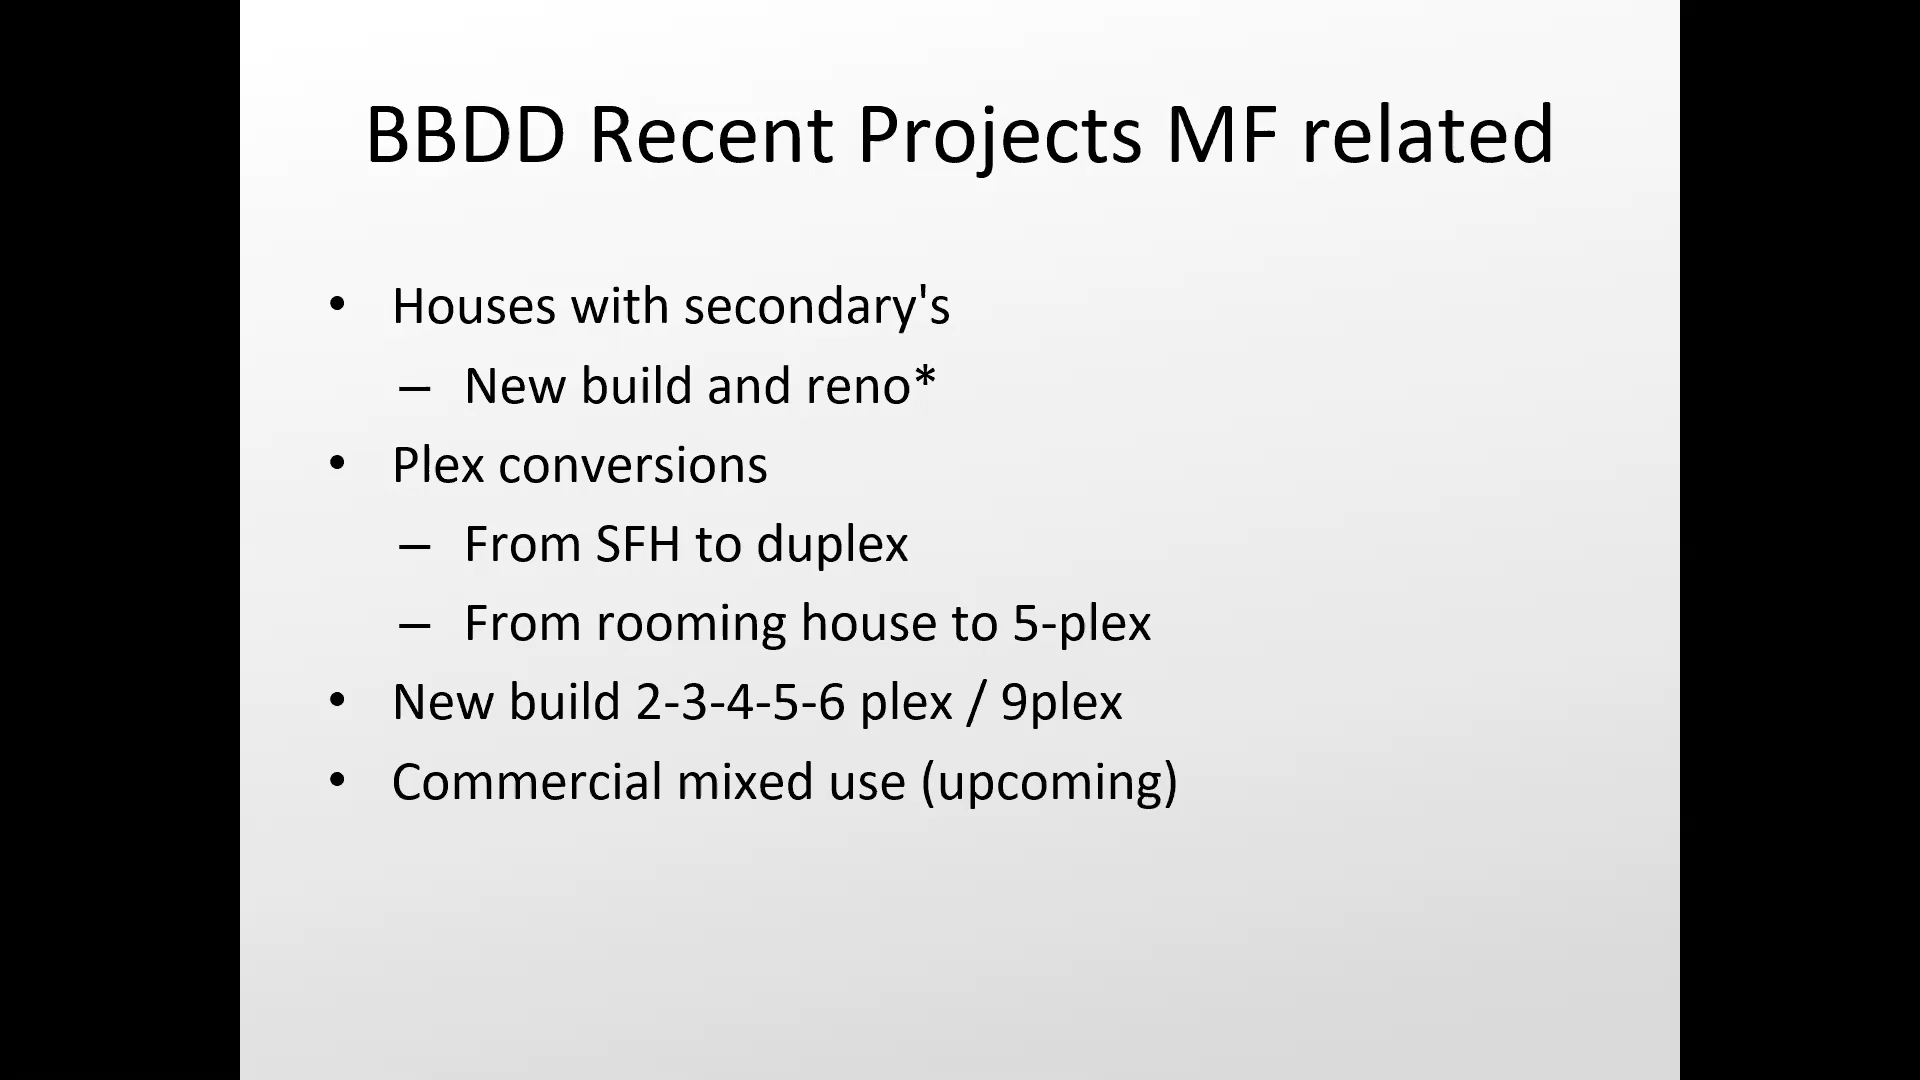 BBDD Recent Projects MF related
• Houses with secondary's
– New build and reno*
• Plex conversions
– From SFH to duplex
– From rooming house to 5-plex
• New build 2-3-4-5-6 plex / 9plex
• Commercial mixed use (upcoming)